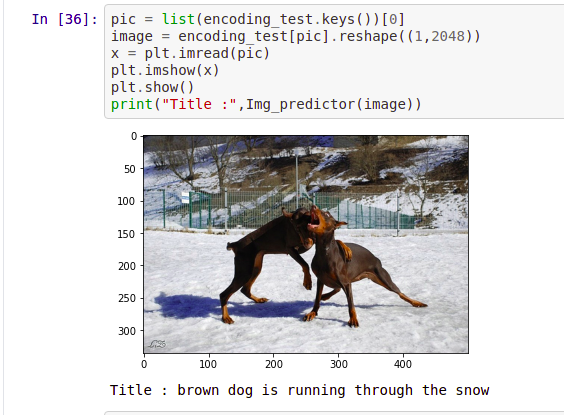 In [36]:
pic = list(encoding_test.keys())[0]
image = encoding_test[pic].reshape((1,2048))
x = plt.imread(pic)
plt.imshow(x)
plt.show()
print("Title :",Img_predictor(image))
0
50
100
150
200
250
300
0 100 200 300 400
Title : brown dog is running through the snow